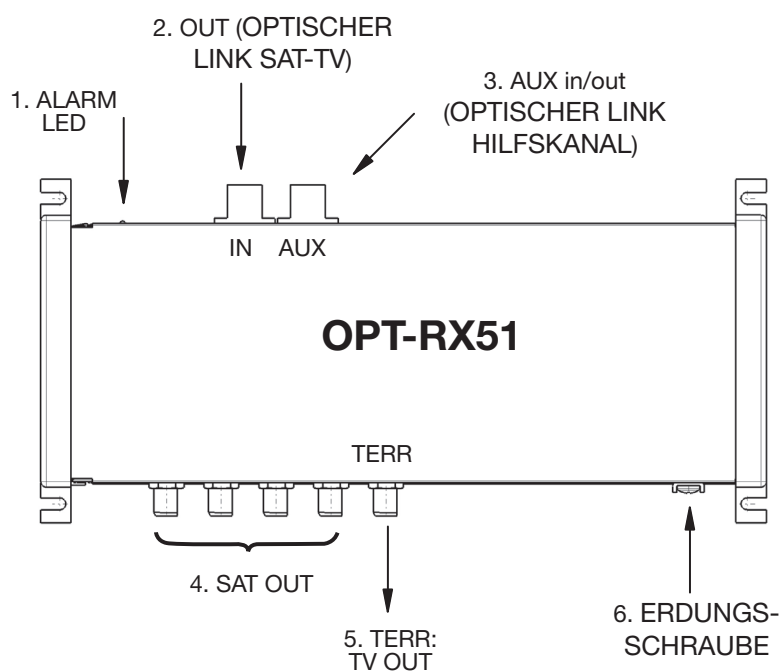 2. OUT (OPTISCHER
LINK SAT-TV)
3. AUX in/out
(OPTISCHER LINK
HILFSKANAL)
1. ALARM
LED
IN
AUX
OPT-RX51
TERR
4. SAT OUT
5. TERR:
TV OUT
6. ERDUNGS-
SCHRAUBE